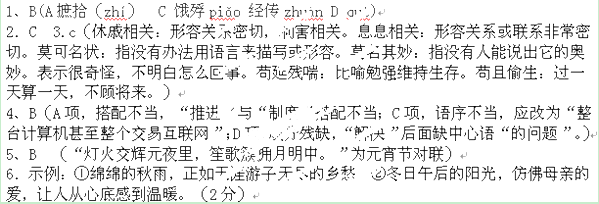 1、B(A摭拾（zhí） C 饿殍 piǎo 经传 zhuàn D
2．C 3.c（休戚相关：形容关系密切，利害相关。息息相关：形容关系或联系非常密
切。莫可名状：指没有办法用语言来描写或形容。莫名其妙：指没有人能说出它的奥
妙。表示很奇怪，不明白怎么回事。苟延残喘：比喻勉强维持生存。苟且偷生：过一
天算一天，不顾将来。）
4、B（A项，搭配不当，“推进”与“制度”搭配不当；C项，语序不当，应改为“整
台计算机甚至整个交易互联网”；D 残缺，“解决”后面缺中心语“的问题”。）
5、B （“灯火交辉元夜里，笙歌 角月明中。”为元宵节对联）
6．示例：①绵绵的秋雨，正如天涯游子 的乡愁 ②冬日午后的阳光，仿佛母亲的
爱，让人从心底感到温暖。（2分）